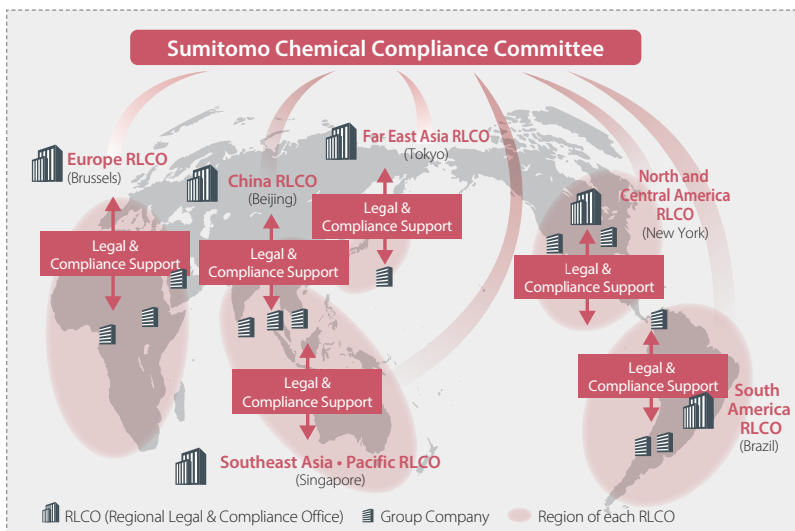 Sumitomo Chemical Compliance Committee
Far East Asia RLCO
(Tokyo)
Europe RLCO
(Brussels)
China RLCO
(Beijing)
North and
Central America
RLCO
(New York)
Legal &
Compliance Support
Legal &
Compliance Support
Legal &
Compliance Support
Legal &
Compliance Support
Legal &
Compliance Support
Legal &
Compliance Support
South
America
RLCO
(Brazil)
Southeast Asia • Pacific RLCO
(Singapore)
RLCO (Regional Legal & Compliance Office)
Group Company
Region of each RLCO